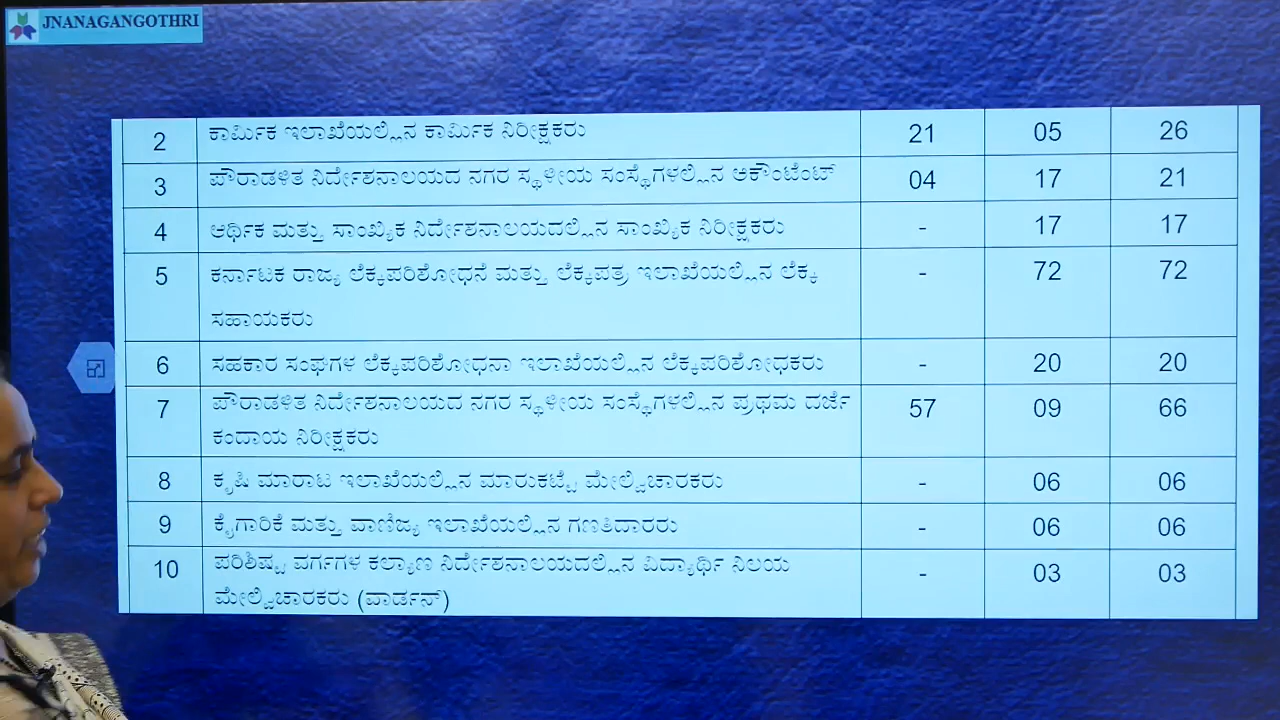 JNANAGANGOTHRI
2 ಕಾರ್ಮಿಕ ಇಲಾಖೆಯಲ್ಲಿನ ಕಾರ್ಮಿಕ ನಿರೀಕ್ಷಕರು 21 05 26
3 ಪೌರಾಡಳಿತ ನಿರ್ದೇಶನಾಲಯದ ನಗರ ಸ್ಥಳೀಯ ಸಂಸ್ಥೆಗಳಲ್ಲಿನ ಅಕೌಂಟೆಂಟ್ 04 17 21
4 ಆರ್ಥಿಕ ಮತ್ತು ಸಾಂಖ್ಯಿಕ ನಿರ್ದೇಶನಾಲಯದಲ್ಲಿನ ಸಾಂಖ್ಯಿಕ ನಿರೀಕ್ಷಕರು - 17 17
5 ಕರ್ನಾಟಕ ರಾಜ್ಯ ಲೆಕ್ಕಪರಿಶೋಧನೆ ಮತ್ತು ಲೆಕ್ಕಪತ್ರ ಇಲಾಖೆಯಲ್ಲಿನ ಲೆಕ್ಕ - 72 72
ಸಹಾಯಕರು
6 ಸಹಕಾರ ಸಂಘಗಳ ಲೆಕ್ಕಪರಿಶೋಧನಾ ಇಲಾಖೆಯಲ್ಲಿನ ಲೆಕ್ಕಪರಿಶೋಧಕರು - 20 20
7 ಪೌರಾಡಳಿತ ನಿರ್ದೇಶನಾಲಯದ ನಗರ ಸ್ಥಳೀಯ ಸಂಸ್ಥೆಗಳಲ್ಲಿನ ಪ್ರಥಮ ದರ್ಜೆ 57 09 66
ಕಂದಾಯ ನಿರೀಕ್ಷಕರು
8 ಕೃಷಿ ಮಾರಾಟ ಇಲಾಖೆಯಲ್ಲಿನ ಮಾರುಕಟ್ಟೆ ಮೇಲ್ವಿಚಾರಕರು - 06 06
9 ಕೈಗಾರಿಕೆ ಮತ್ತು ವಾಣಿಜ್ಯ ಇಲಾಖೆಯಲ್ಲಿನ ಗಣತಿದಾರರು - 06 06
10 ಪರಿಶಿಷ್ಟ ವರ್ಗಗಳ ಕಲ್ಯಾಣ ನಿರ್ದೇಶನಾಲಯದಲ್ಲಿನ ವಿದ್ಯಾರ್ಥಿ ನಿಲಯ - 03 03
ಮೇಲ್ವಿಚಾರಕರು (ವಾರ್ಡನ್)